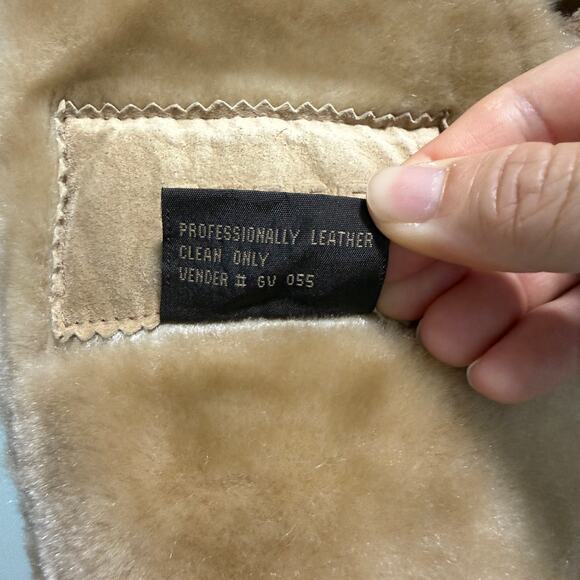 PROFESSIONALLY LEATHER
CLEAN ONLY
VENDER # GV 055